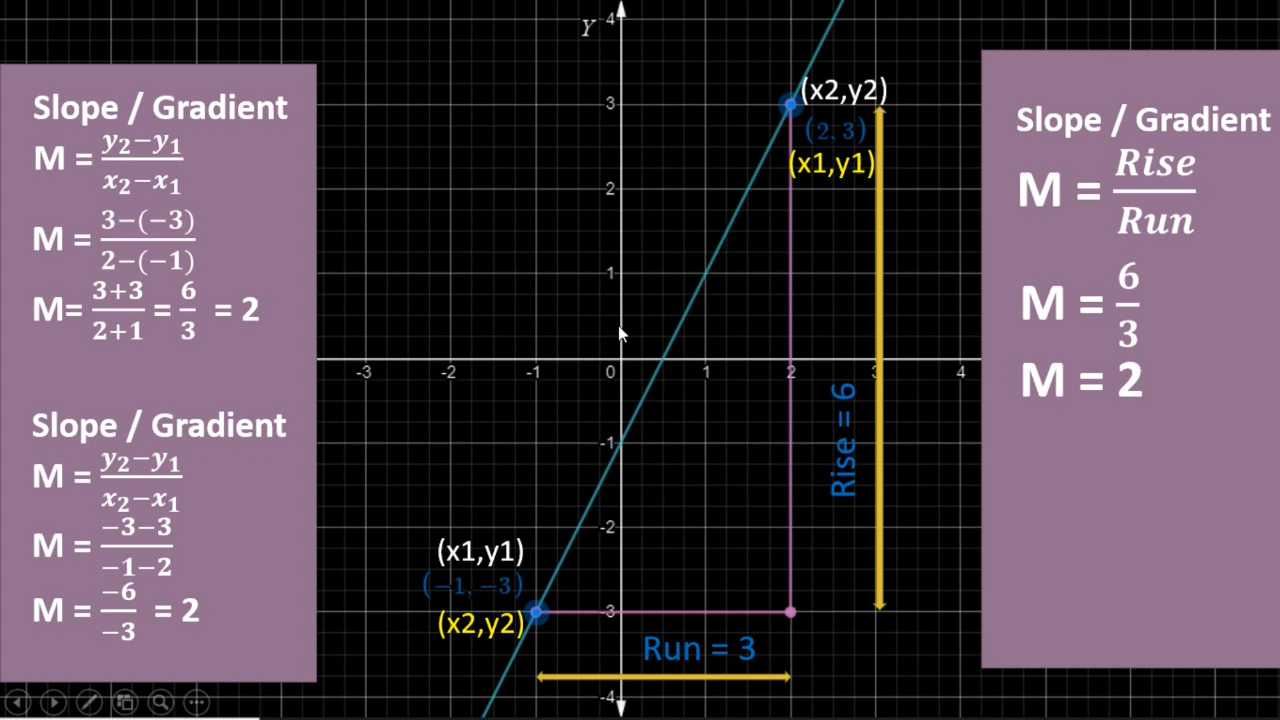 Slope / Gradient
M = y₂−y₁/x₂−x₁
M = 3−(−3)/2−(−1)
M= 3+3/2+1 = 6/3 = 2
Slope / Gradient
M = y₂−y₁/x₂−x₁
M = −3−3/−1−2
M = −6/−3 = 2
Y
4
3
2
1
-3 -2 -1 0 1 2 3 4
-1
-2
-3
-4
(x2,y2)
(2, 3)
(x1,y1)
Rise = 6
(x1,y1)
(−1, −3)
(x2,y2)
Run = 3
Slope / Gradient
M = Rise/Run
M = 6/3
M = 2